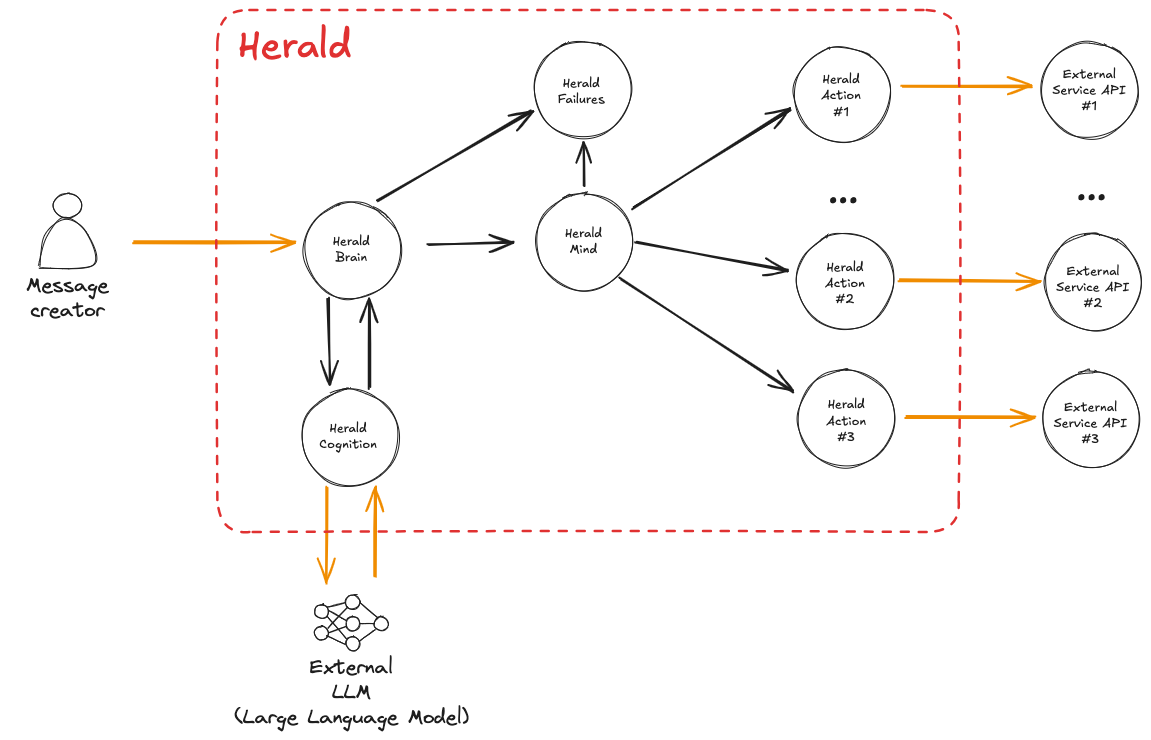 Herald
Herald
Failures
Herald
Action
#1
External
Service API
#1
...
...
Message
creator
Herald
Brain
Herald
Mind
Herald
Action
#2
External
Service API
#2
Herald
Cognition
Herald
Action
#3
External
Service API
#3
External
LLM
(Large Language Model)